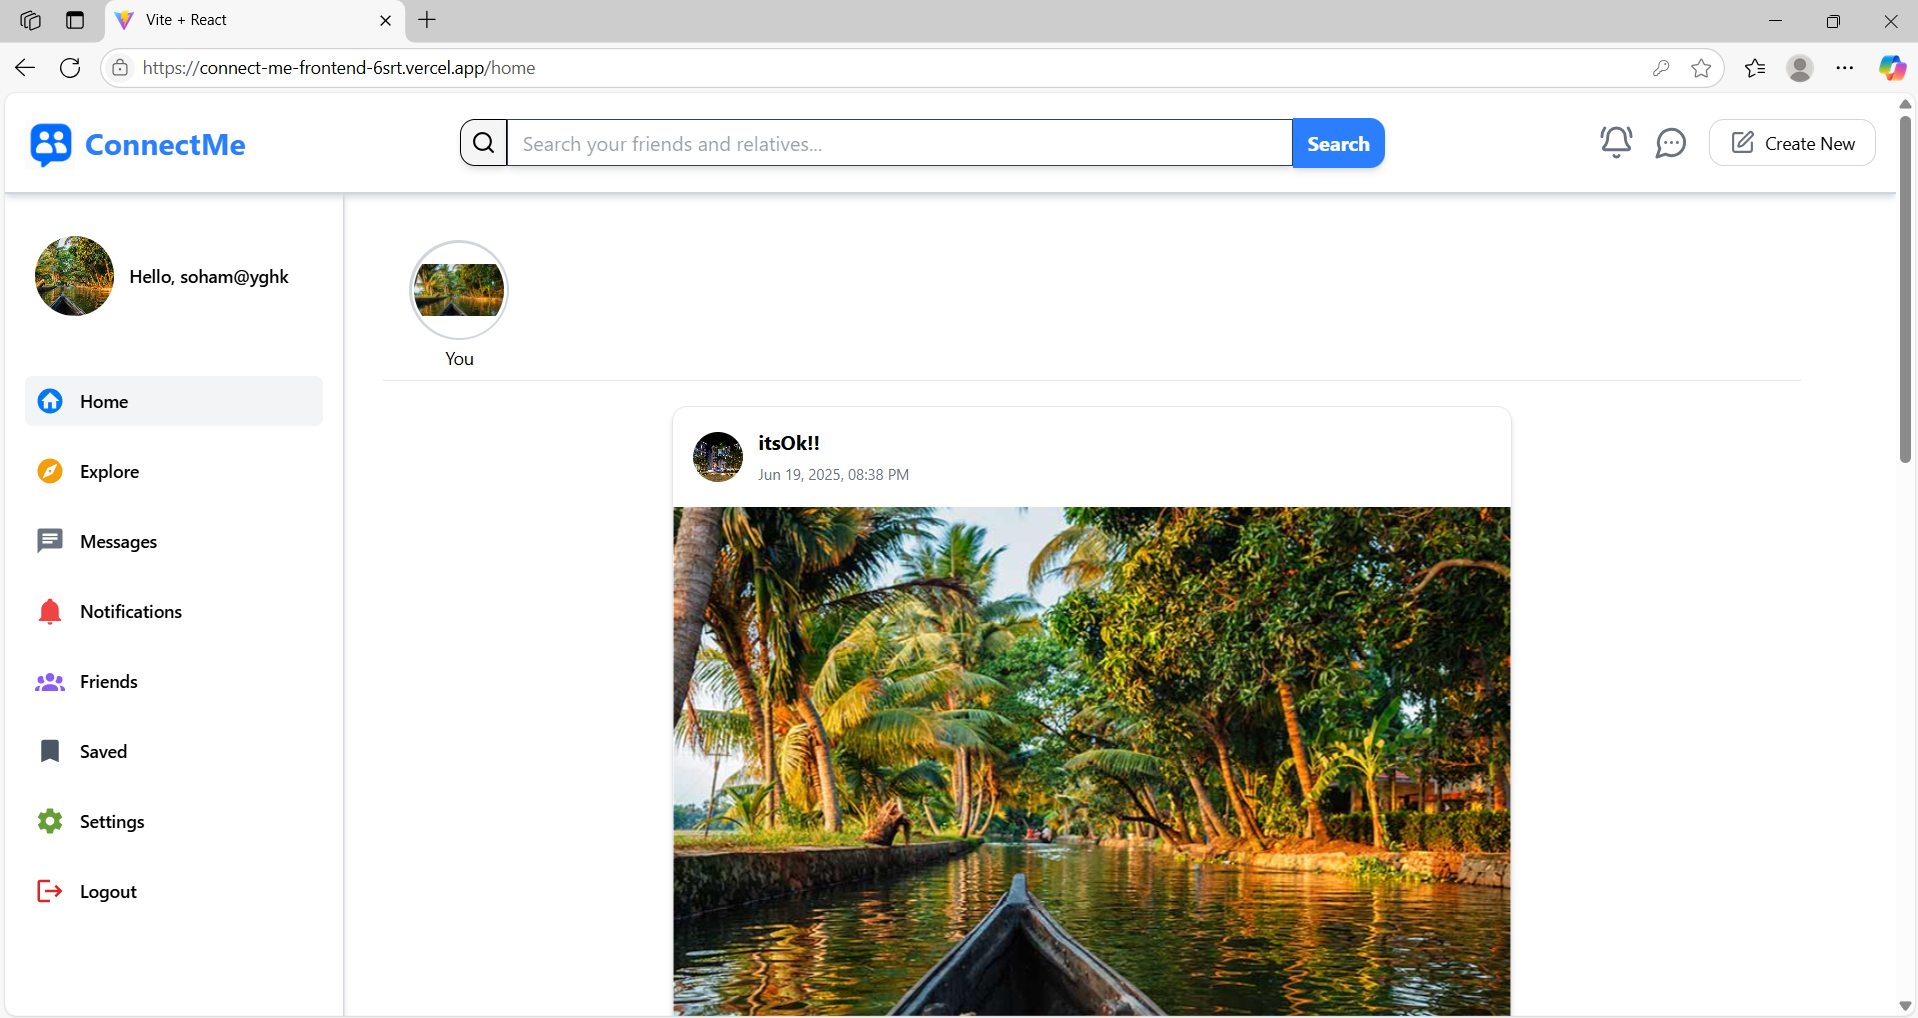 Vite + React
https://connect-me-frontend-6srt.vercel.app/home
ConnectMe
Search your friends and relatives...
Search
Create New
Hello, soham@yghk
You
Home
Explore
Messages
Notifications
Friends
Saved
Settings
Logout
itsOk!!
Jun 19, 2025, 08:38 PM